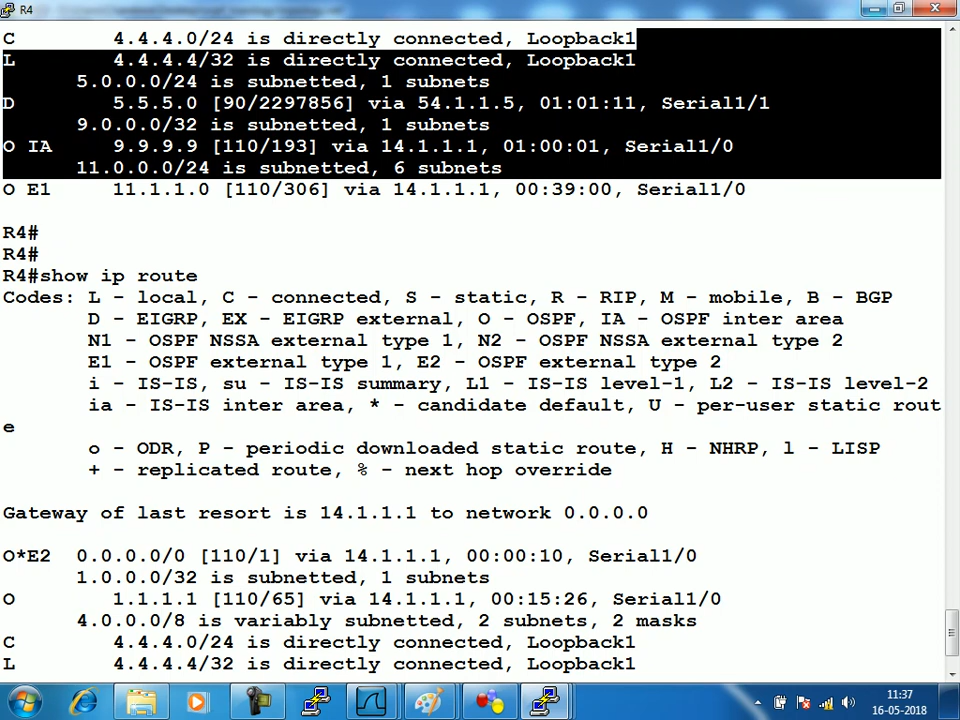 R4
C 4.4.4.0/24 is directly connected, Loopback1
L 4.4.4.4/32 is directly connected, Loopback1
5.0.0.0/24 is subnetted, 1 subnets
D 5.5.5.0 [90/2297856] via 54.1.1.5, 01:01:11, Serial1/1
9.0.0.0/32 is subnetted, 1 subnets
O IA 9.9.9.9 [110/193] via 14.1.1.1, 01:00:01, Serial1/0
11.0.0.0/24 is subnetted, 6 subnets
O E1 11.1.1.0 [110/306] via 14.1.1.1, 00:39:00, Serial1/0
R4#
R4#
R4#show ip route
Codes: L - local, C - connected, S - static, R - RIP, M - mobile, B - BGP
D - EIGRP, EX - EIGRP external, O - OSPF, IA - OSPF inter area
N1 - OSPF NSSA external type 1, N2 - OSPF NSSA external type 2
E1 - OSPF external type 1, E2 - OSPF external type 2
i - IS-IS, su - IS-IS summary, L1 - IS-IS level-1, L2 - IS-IS level-2
ia - IS-IS inter area, * - candidate default, U - per-user static rout
e
o - ODR, P - periodic downloaded static route, H - NHRP, l - LISP
+ - replicated route, % - next hop override
Gateway of last resort is 14.1.1.1 to network 0.0.0.0
O*E2 0.0.0.0/0 [110/1] via 14.1.1.1, 00:00:10, Serial1/0
1.0.0.0/32 is subnetted, 1 subnets
O 1.1.1.1 [110/65] via 14.1.1.1, 00:15:26, Serial1/0
4.0.0.0/8 is variably subnetted, 2 subnets, 2 masks
C 4.4.4.0/24 is directly connected, Loopback1
L 4.4.4.4/32 is directly connected, Loopback1
11:37
16-05-2018